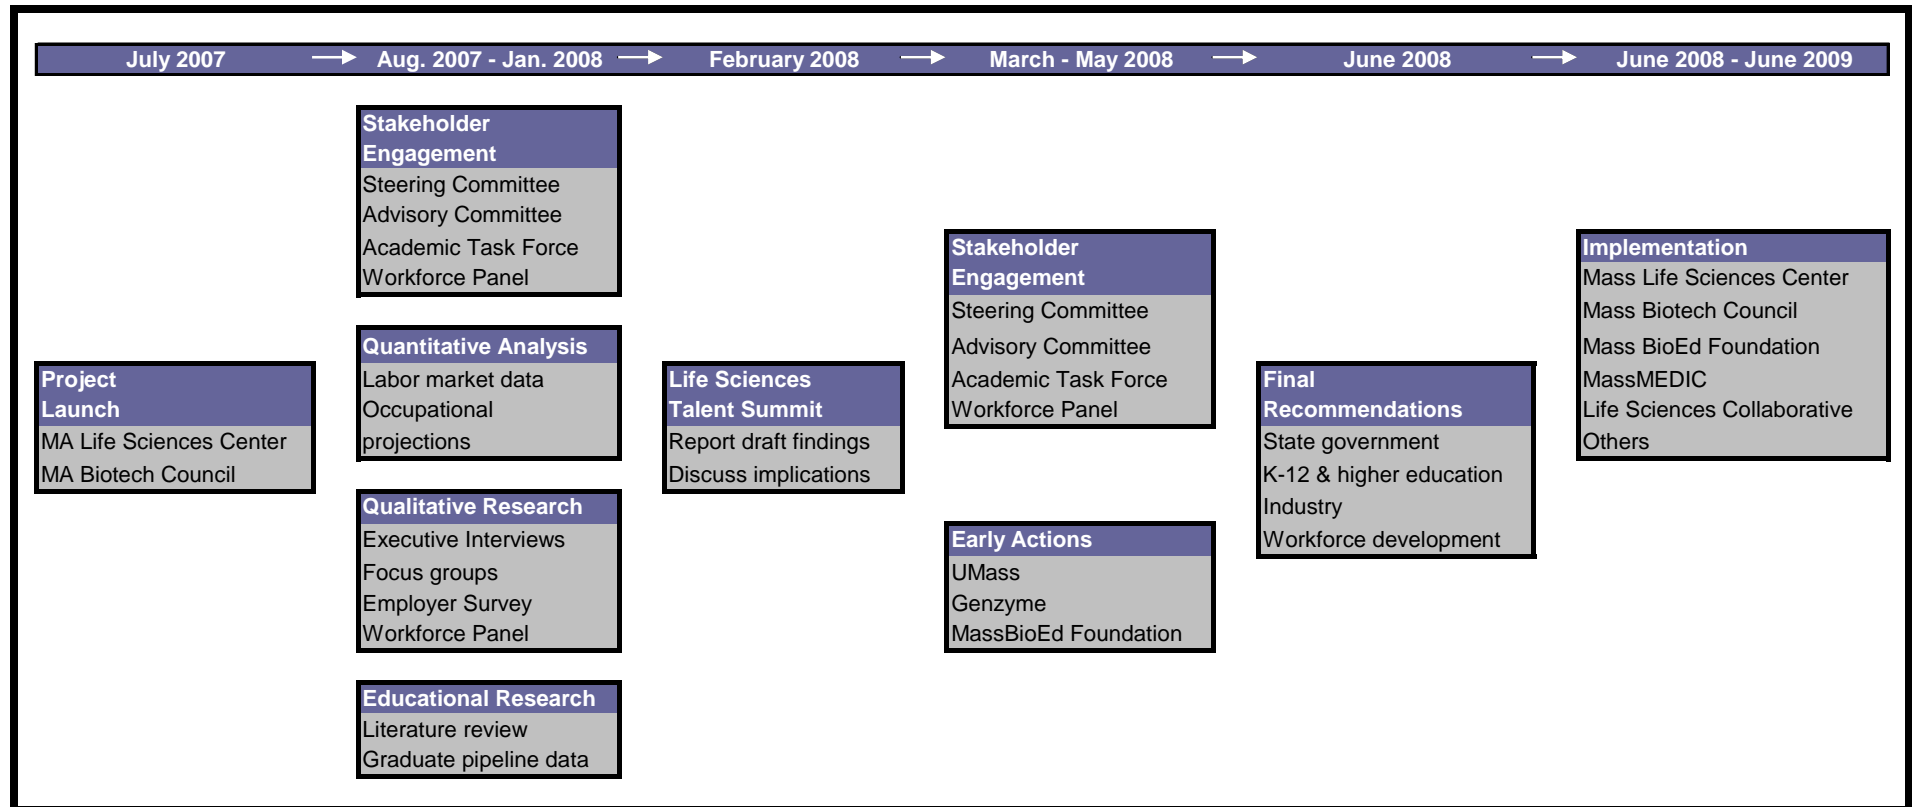 July 2007
Aug. 2007 - Jan. 2008
February 2008
March - May 2008
June 2008
June 2008 - June 2009
Project
Launch
MA Life Sciences Center
MA Biotech Council
Stakeholder
Engagement
Steering Committee
Advisory Committee
Academic Task Force
Workforce Panel
Quantitative Analysis
Labor market data
Occupational
projections
Qualitative Research
Executive Interviews
Focus groups
Employer Survey
Workforce Panel
Educational Research
Literature review
Graduate pipeline data
Life Sciences
Talent Summit
Report draft findings
Discuss implications
Stakeholder
Engagement
Steering Committee
Advisory Committee
Academic Task Force
Workforce Panel
Early Actions
UMass
Genzyme
MassBioEd Foundation
Final
Recommendations
State government
K-12 & higher education
Industry
Workforce development
Implementation
Mass Life Sciences Center
Mass Biotech Council
Mass BioEd Foundation
MassMEDIC
Life Sciences Collaborative
Others